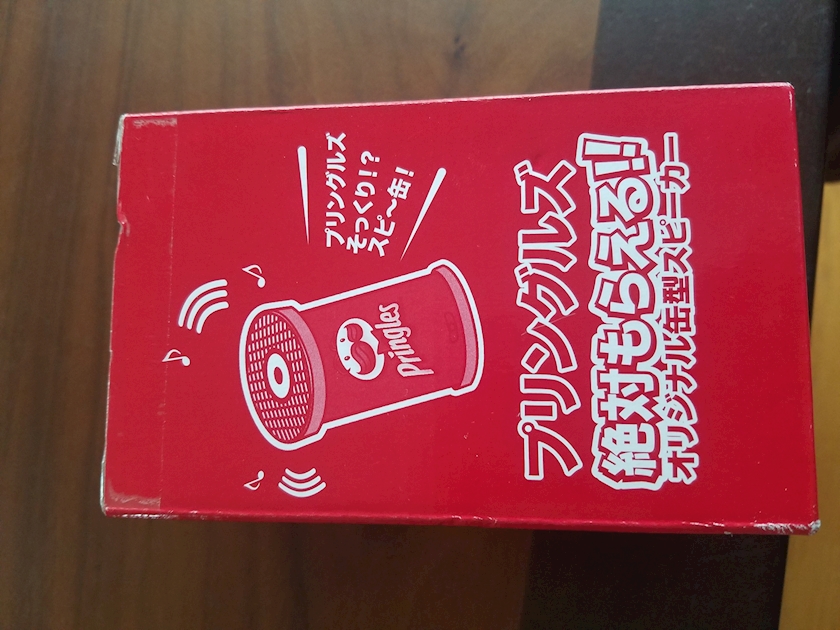 プリングルズ
そっくり!?
スピ〜缶!
Pringles
プリングルズ
絶対もらえる!!
オリジナル缶型スピーカー